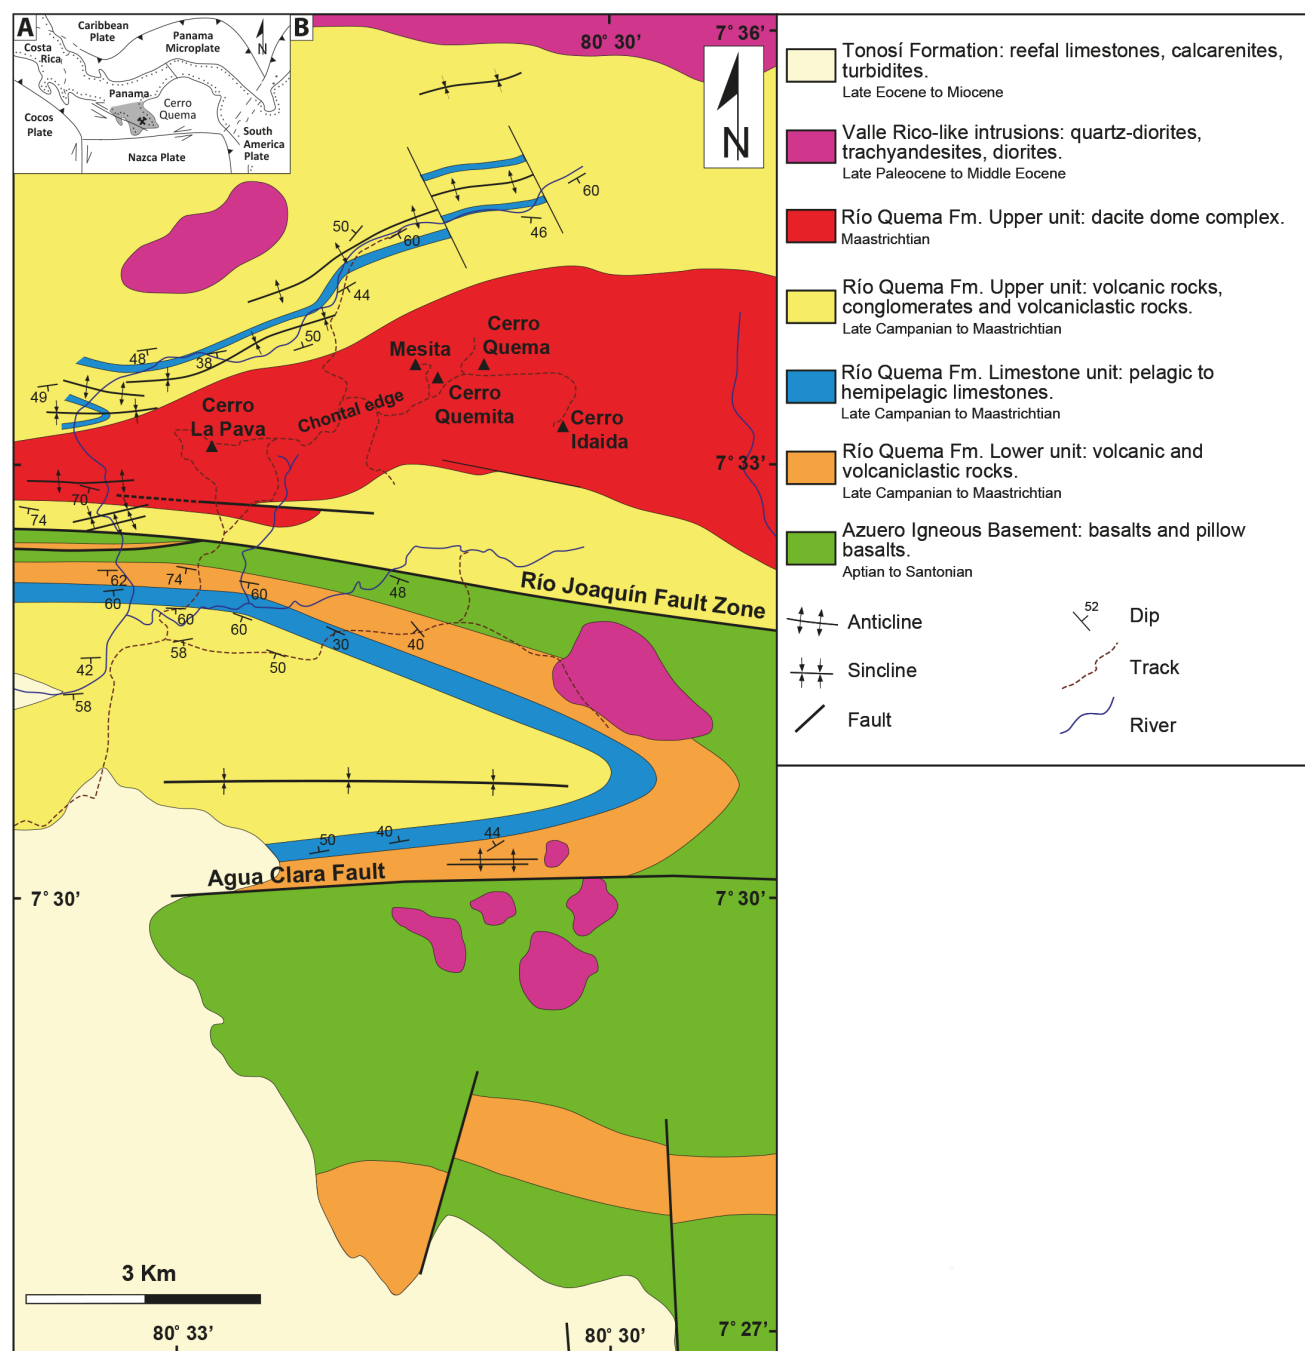 A
Caribbean
Plate
Costa
Rica
Panama
Microplate
N
Panama
Cerro
Quema
Cocos
Plate
Nazca Plate
South
America
Plate
B
80° 30’
7° 36’
N
60
46
50
60
44
50
48
38
49
Cerro
Quema
Mesita
Cerro
Quemita
Chontal edge
Cerro
La Pava
Cerro
Idaida
7° 33’
70
74
62
60
74
60
48
Río Joaquín Fault Zone
60
60
30
40
58
50
42
58
50
40
44
Agua Clara Fault
7° 30’
7° 30’
3 Km
80° 33’
80° 30’
7° 27’
Tonosí Formation: reefal limestones, calcarenites,
turbidites.
Late Eocene to Miocene
Valle Rico-like intrusions: quartz-diorites,
trachyandesites, diorites.
Late Paleocene to Middle Eocene
Río Quema Fm. Upper unit: dacite dome complex.
Maastrichtian
Río Quema Fm. Upper unit: volcanic rocks,
conglomerates and volcaniclastic rocks.
Late Campanian to Maastrichtian
Río Quema Fm. Limestone unit: pelagic to
hemipelagic limestones.
Late Campanian to Maastrichtian
Río Quema Fm. Lower unit: volcanic and
volcaniclastic rocks.
Late Campanian to Maastrichtian
Azuero Igneous Basement: basalts and pillow
basalts.
Aptian to Santonian
Anticline
52
Dip
Sincline
Track
Fault
River